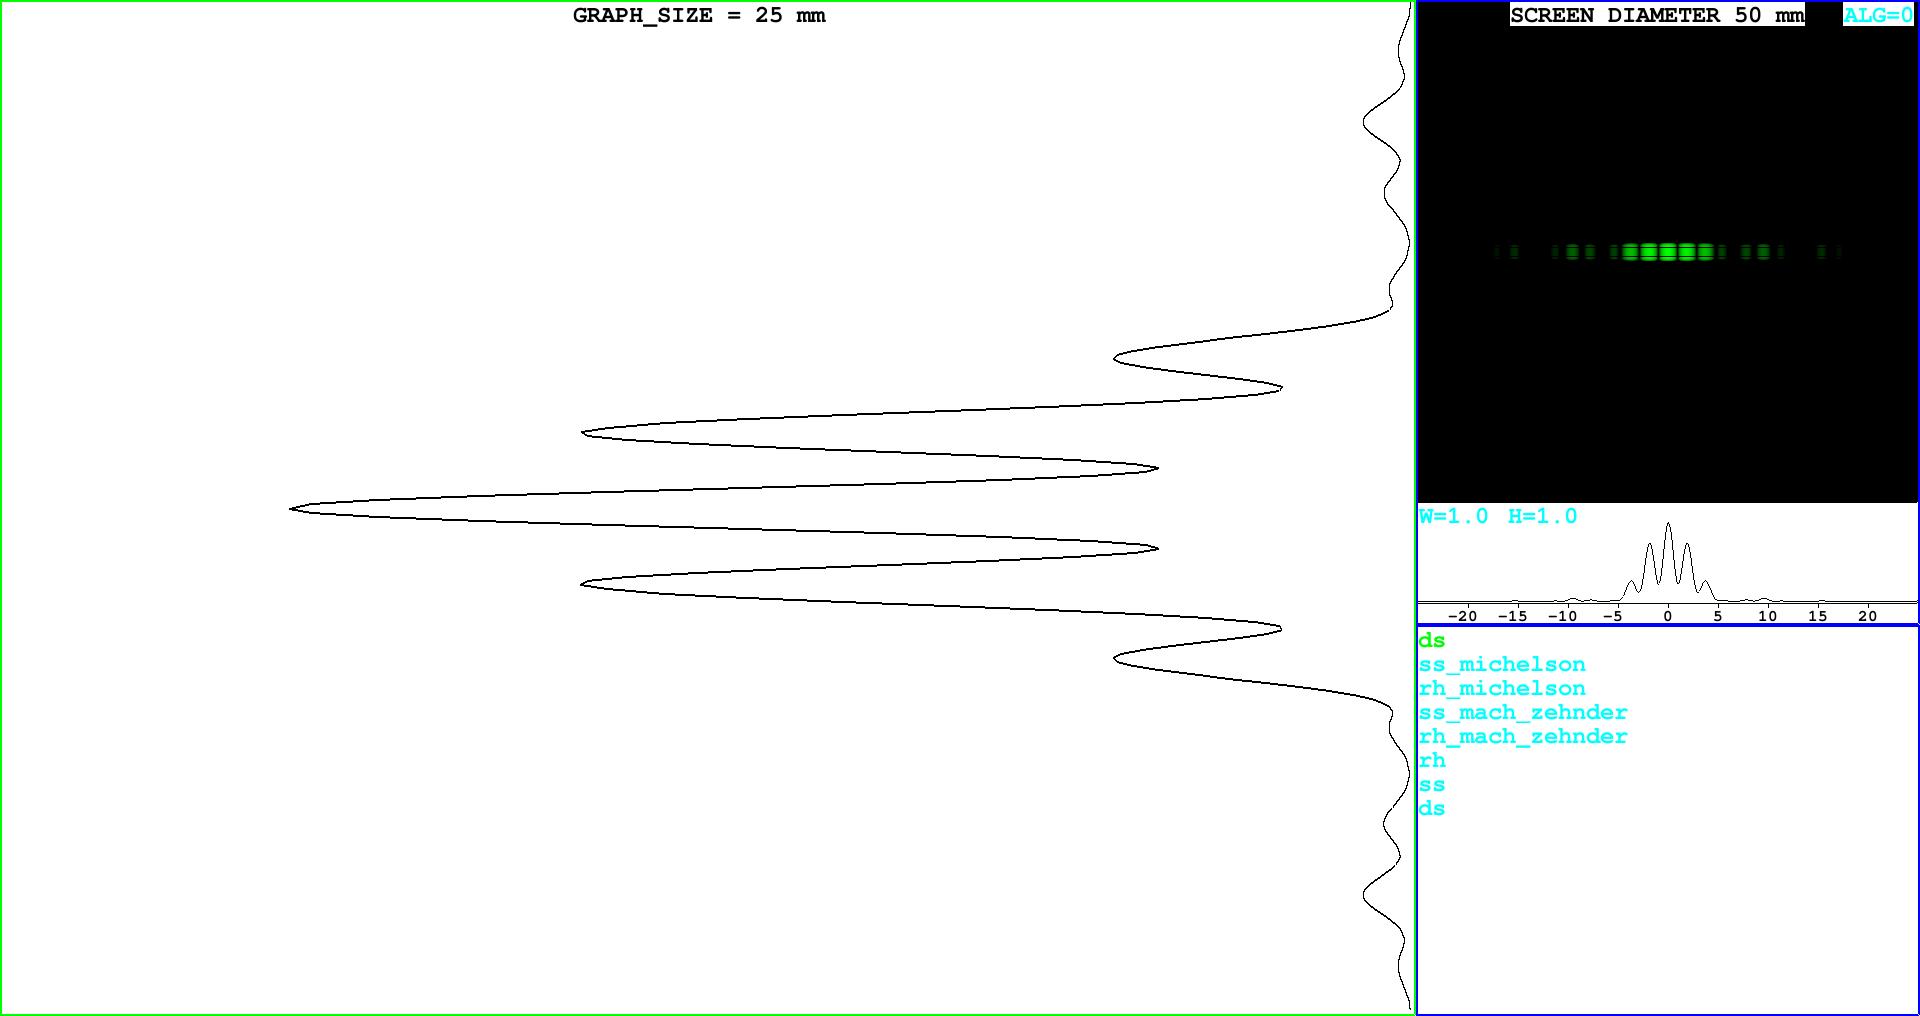 GRAPH_SIZE = 25 mm
SCREEN DIAMETER 50 mm ALG=0
W=1.0 H=1.0
-20 -15 -10 -5 0 5 10 15 20
ds
ss_michelson
rh_michelson
ss_mach_zehnder
rh_mach_zehnder
rh
ss
ds